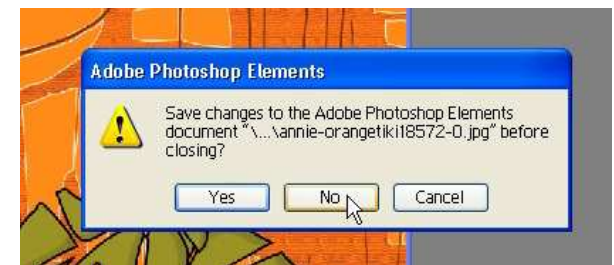 Adobe Photoshop Elements
Save changes to the Adobe Photoshop Elements
document "\...\annie-orangetiki18572-0.jpg" before
closing?
Yes No Cancel